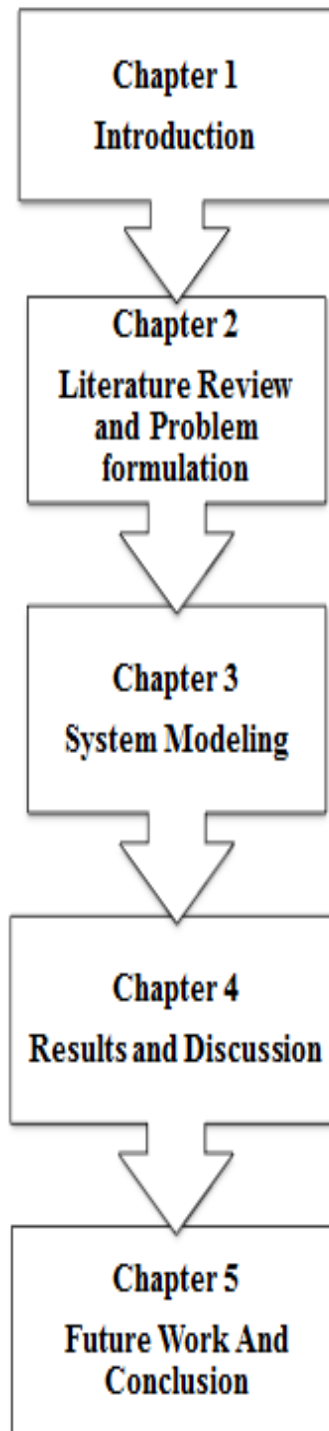 Chapter 1
Introduction
Chapter 2
Literature Review
and Problem
formulation
Chapter 3
System Modeling
Chapter 4
Results and Discussion
Chapter 5
Future Work And
Conclusion